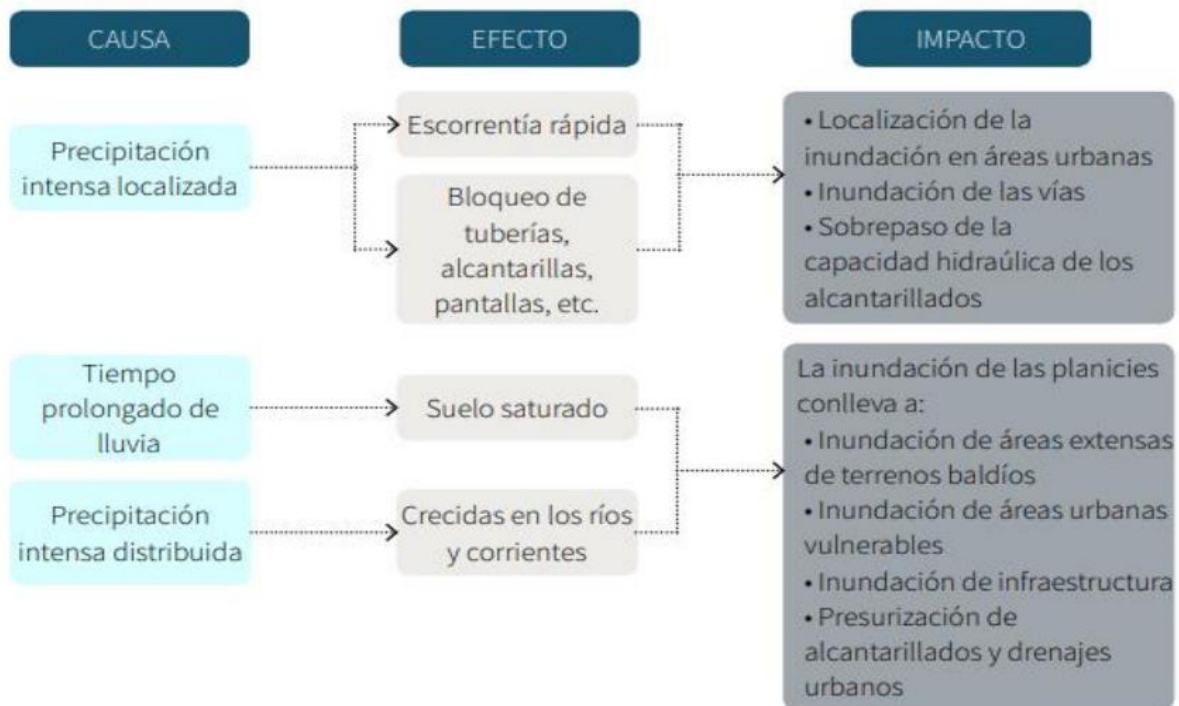 CAUSA
EFECTO
IMPACTO
Precipitación
intensa localizada
Escorrentía rápida
Bloqueo de
tuberías,
alcantarillas,
pantallas, etc.
• Localización de la
inundación en áreas urbanas
• Inundación de las vías
• Sobrepaso de la
capacidad hidraúlica de los
alcantarillados
Tiempo
prolongado de
lluvia
Suelo saturado
Precipitación
intensa distribuida
Crecidas en los ríos
y corrientes
La inundación de las planicies
conlleva a:
• Inundación de áreas extensas
de terrenos baldíos
• Inundación de áreas urbanas
vulnerables
• Inundación de infraestructura
• Presurización de
alcantarillados y drenajes
urbanos